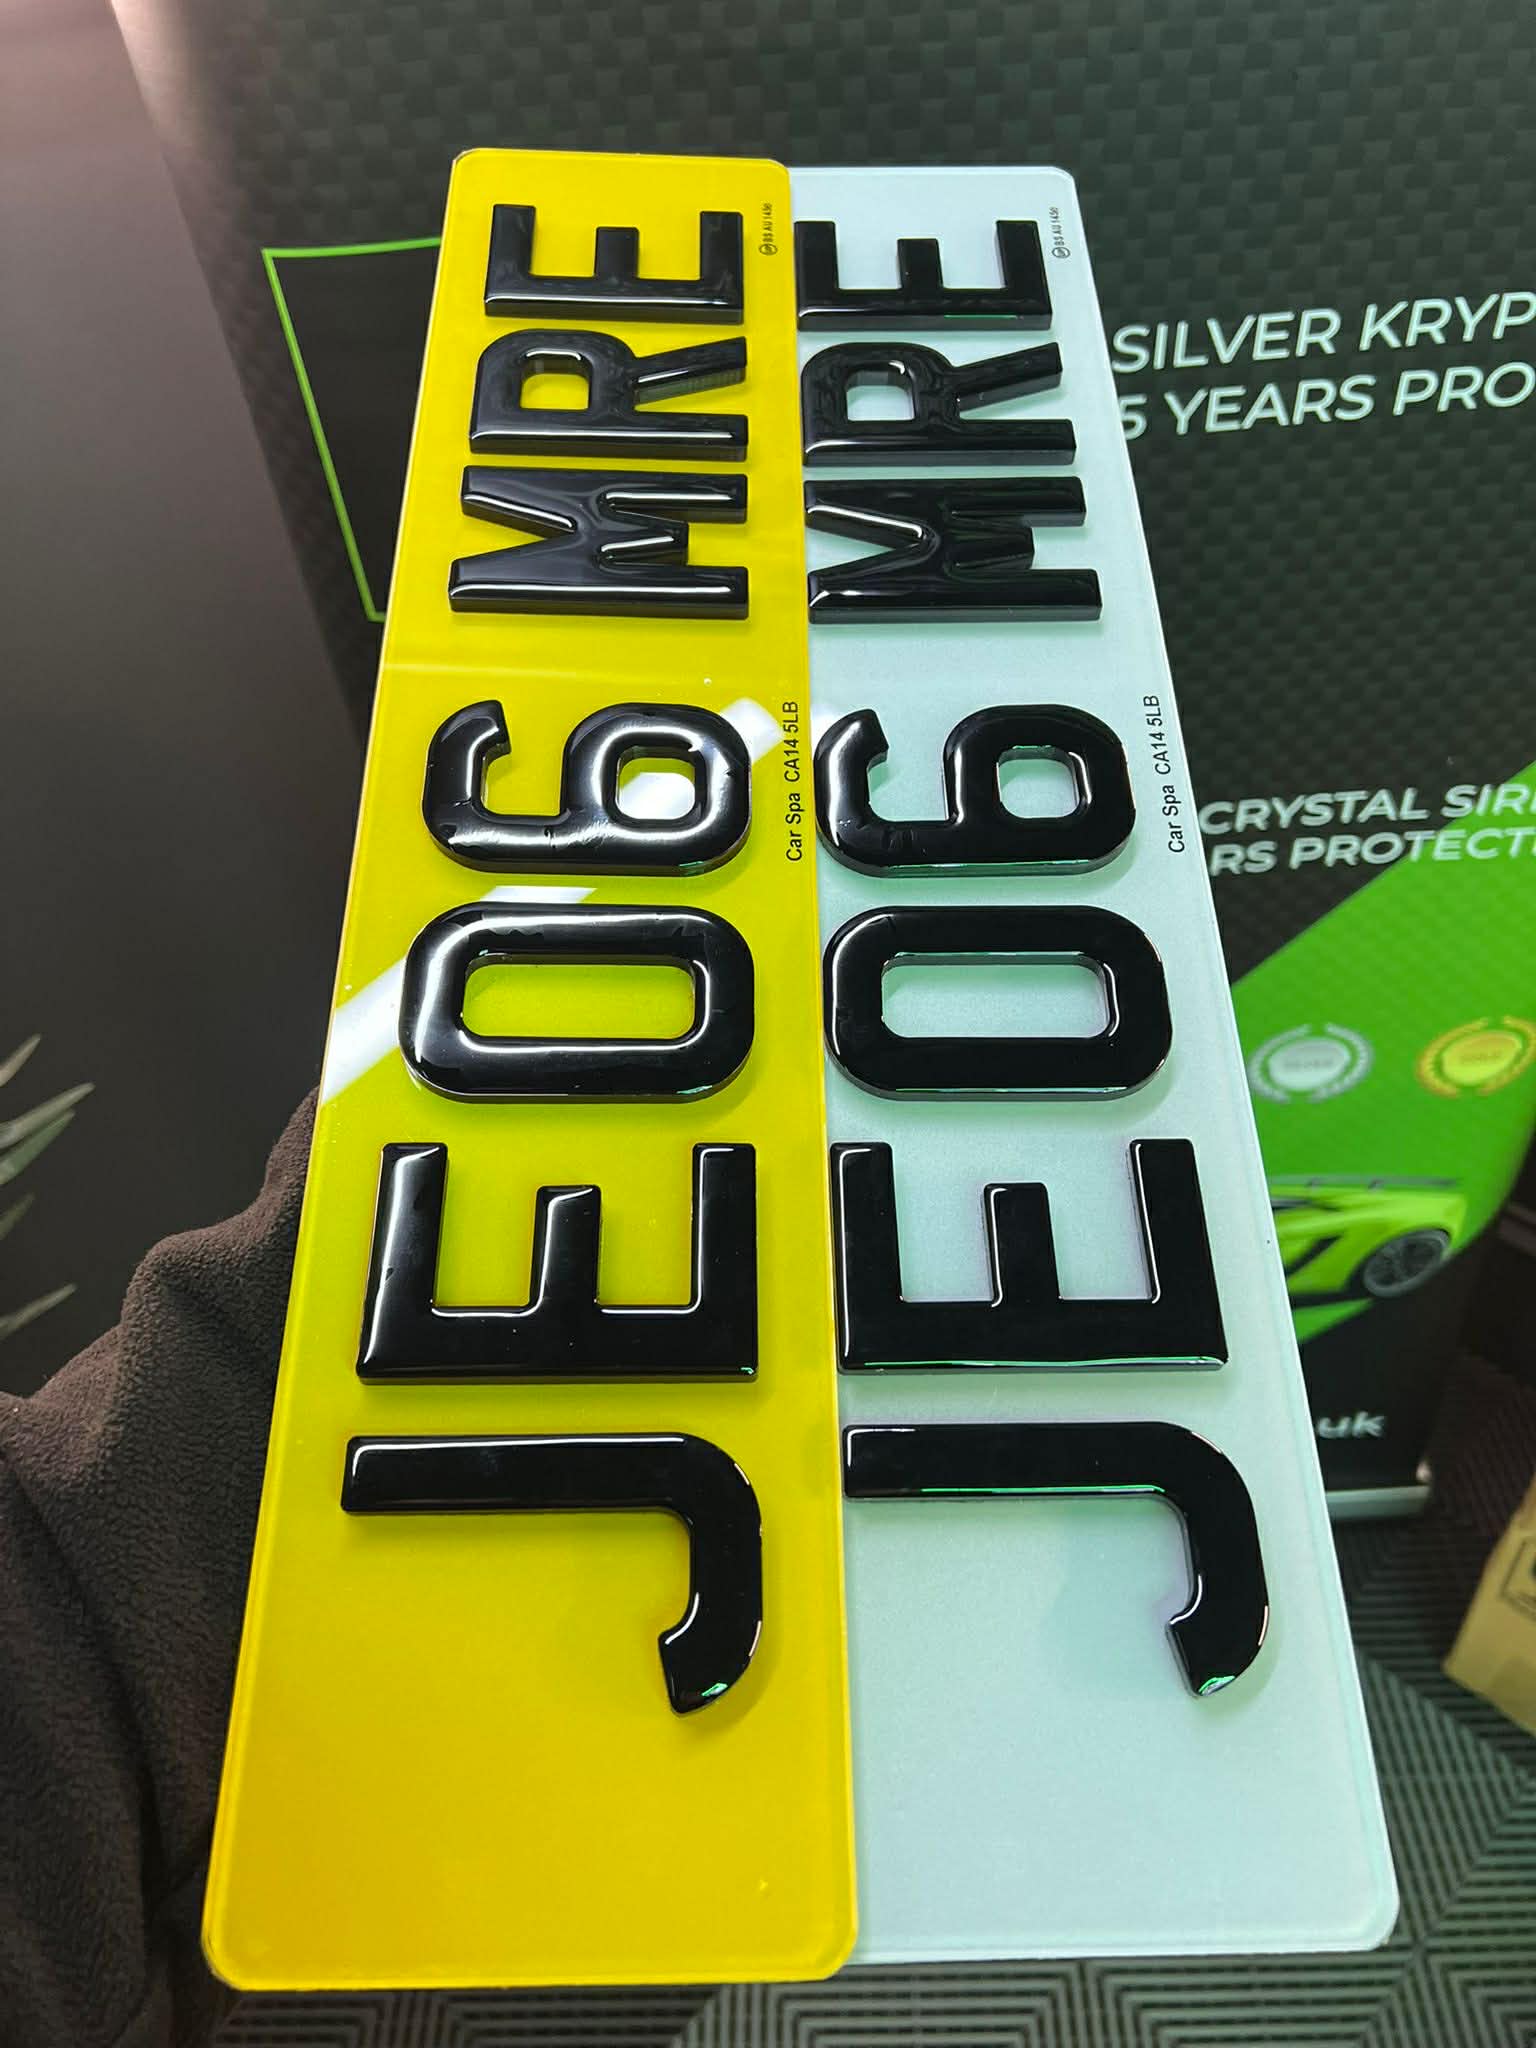 JE06 MRE
BS AU 145e
Car Spa CA14 5LB
JE06 MRE
BS AU 145e
Car Spa CA14 5LB
SILVER KRYP
5 YEARS PRO
CRYSTAL SIR
RS PROTECTI
uk